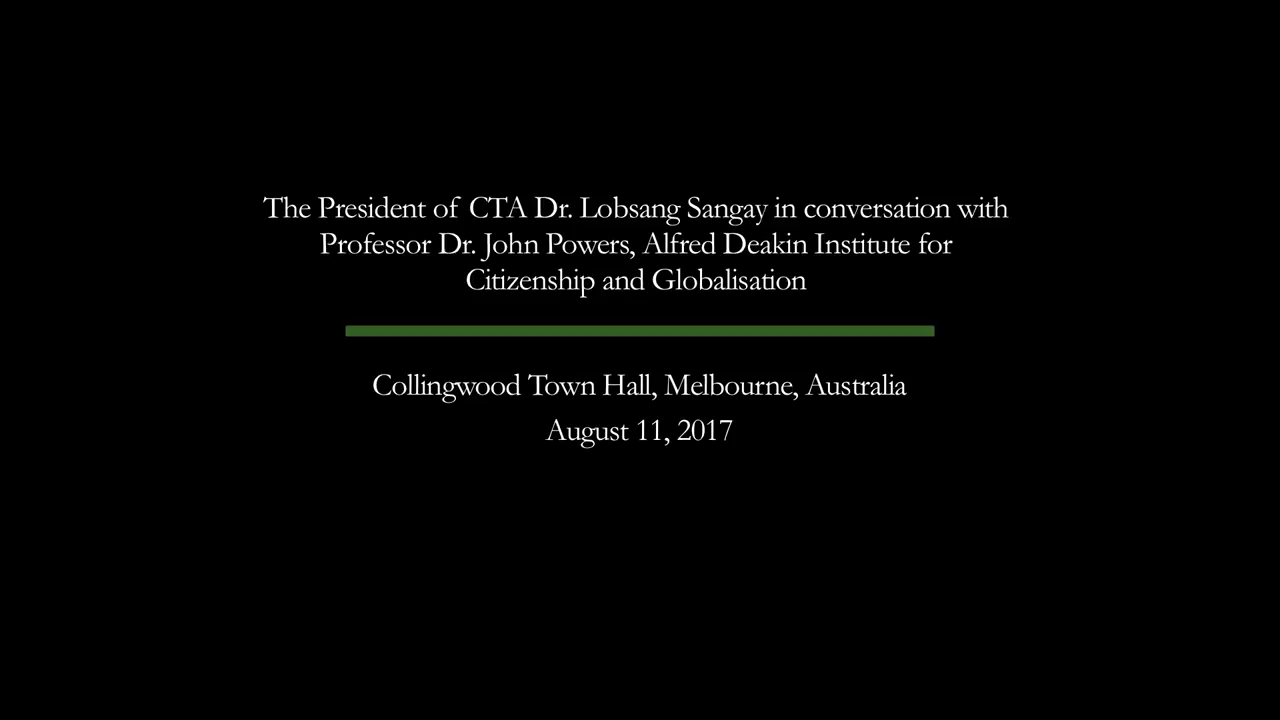 The President of CTA Dr. Lobsang Sangay in conversation with
Professor Dr. John Powers, Alfred Deakin Institute for
Citizenship and Globalisation
Collingwood Town Hall, Melbourne, Australia
August 11, 2017